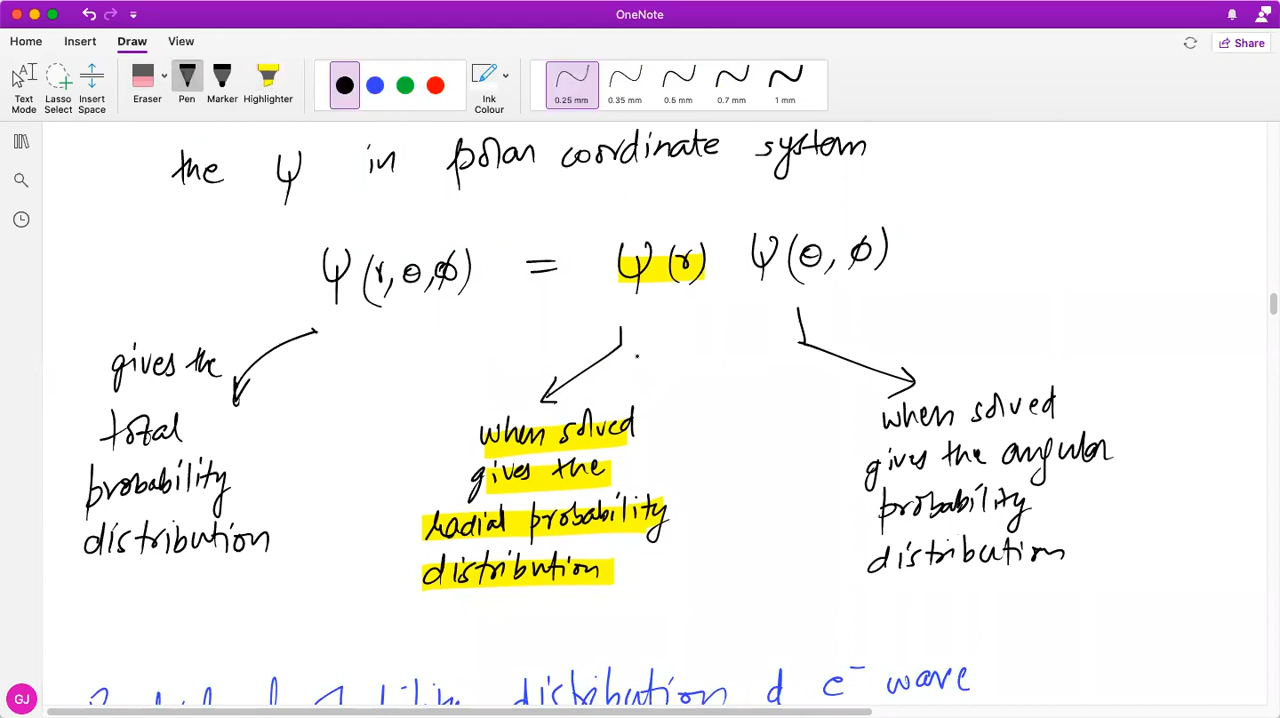 OneNote
Home Insert Draw View
Share
Text Mode
Lasso Select
Insert Space
Eraser
Pen
Marker
Highlighter
Ink Colour
0.25 mm
0.35 mm
0.5 mm
0.7 mm
1 mm
the ψ in polar coordinate system
ψ(r,θ,ϕ) = ψ(r) ψ(θ,ϕ)
gives the
total
probability
distribution
when solved
gives the
radial probability
distribution
when solved
gives the angular
probability
distribution
distribution
e⁻ wave
GJ